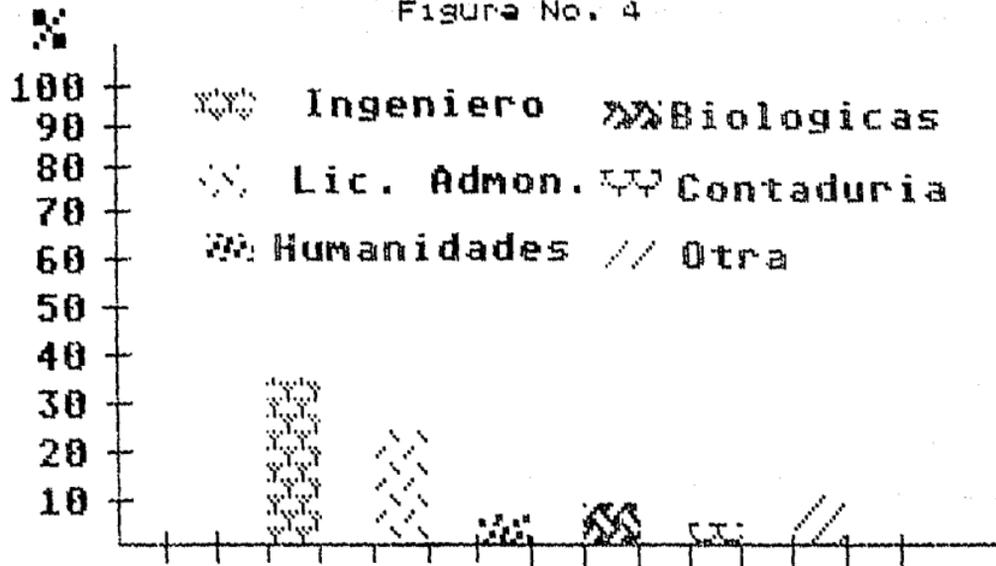 Figura No. 4
%
100
90
80
70
60
50
40
30
20
10
Ingeniero
Biologicas
Lic. Admon.
Contaduria
Humanidades
Otra